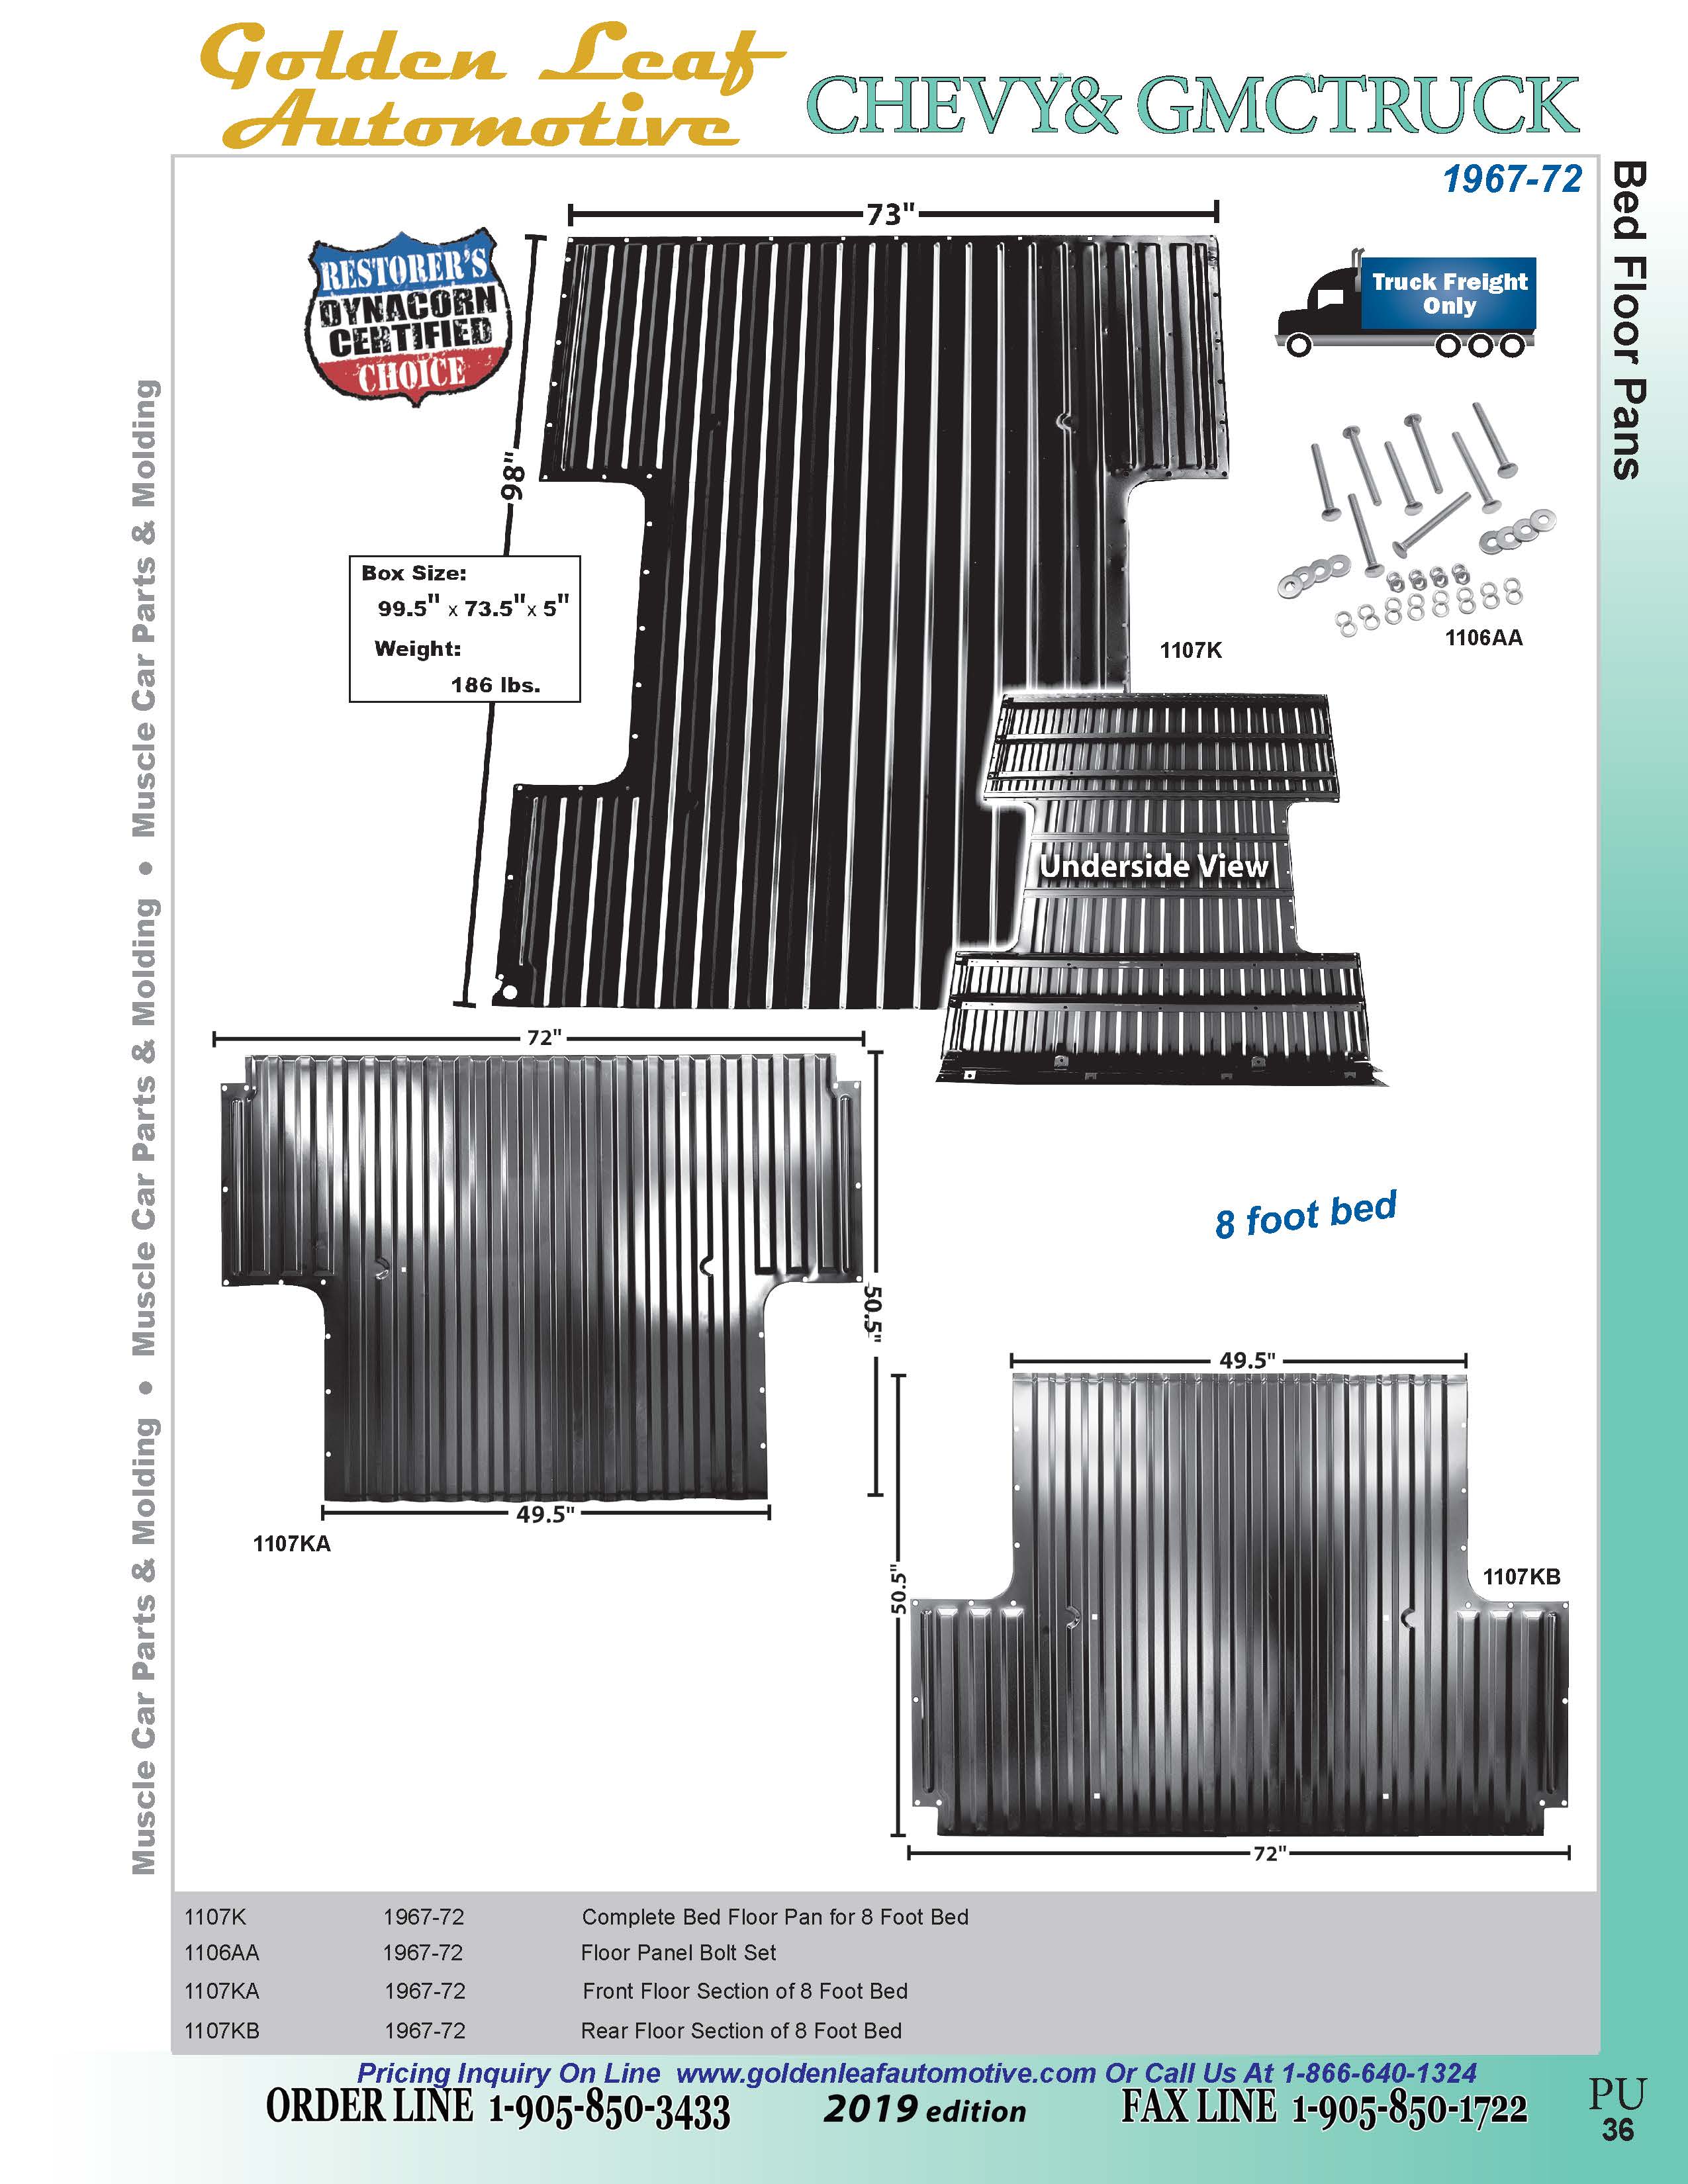 Golden Leaf
Automotive
CHEVY& GMCTRUCK
1967-72
Bed Floor Pans
73"
RESTORER'S
DYNACORN
CERTIFIED
CHOICE
Truck Freight
Only
98"
Box Size:
99.5" x 73.5"x 5"
Weight:
186 lbs.
1107K
1106AA
Underside View
72"
50.5"
8 foot bed
49.5"
1107KA
49.5"
50.5"
1107KB
72"
Muscle Car Parts & Molding • Muscle Car Parts & Molding • Muscle Car Parts & Molding
1107K 1967-72 Complete Bed Floor Pan for 8 Foot Bed
1106AA 1967-72 Floor Panel Bolt Set
1107KA 1967-72 Front Floor Section of 8 Foot Bed
1107KB 1967-72 Rear Floor Section of 8 Foot Bed
Pricing Inquiry On Line www.goldenleafautomotive.com Or Call Us At 1-866-640-1324
ORDER LINE 1-905-850-3433 2019 edition FAX LINE 1-905-850-1722
PU
36